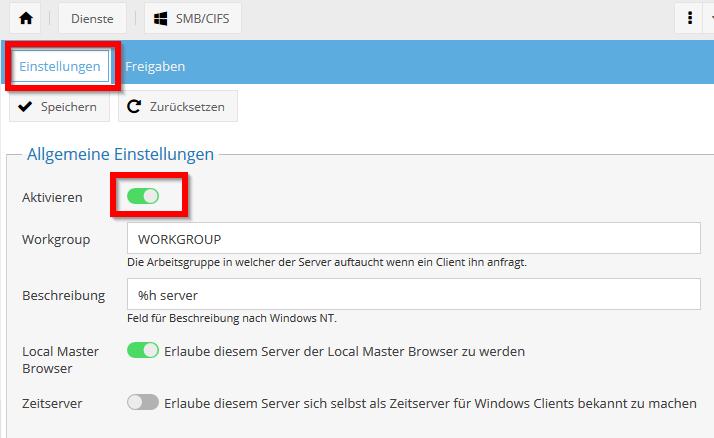 Dienste
SMB/CIFS
Einstellungen
Freigaben
Speichern
Zurücksetzen
Allgemeine Einstellungen
Aktivieren
Workgroup
WORKGROUP
Die Arbeitsgruppe in welcher der Server auftaucht wenn ein Client ihn anfragt.
Beschreibung
%h server
Feld für Beschreibung nach Windows NT.
Local Master
Browser
Erlaube diesem Server der Local Master Browser zu werden
Zeitserver
Erlaube diesem Server sich selbst als Zeitserver für Windows Clients bekannt zu machen